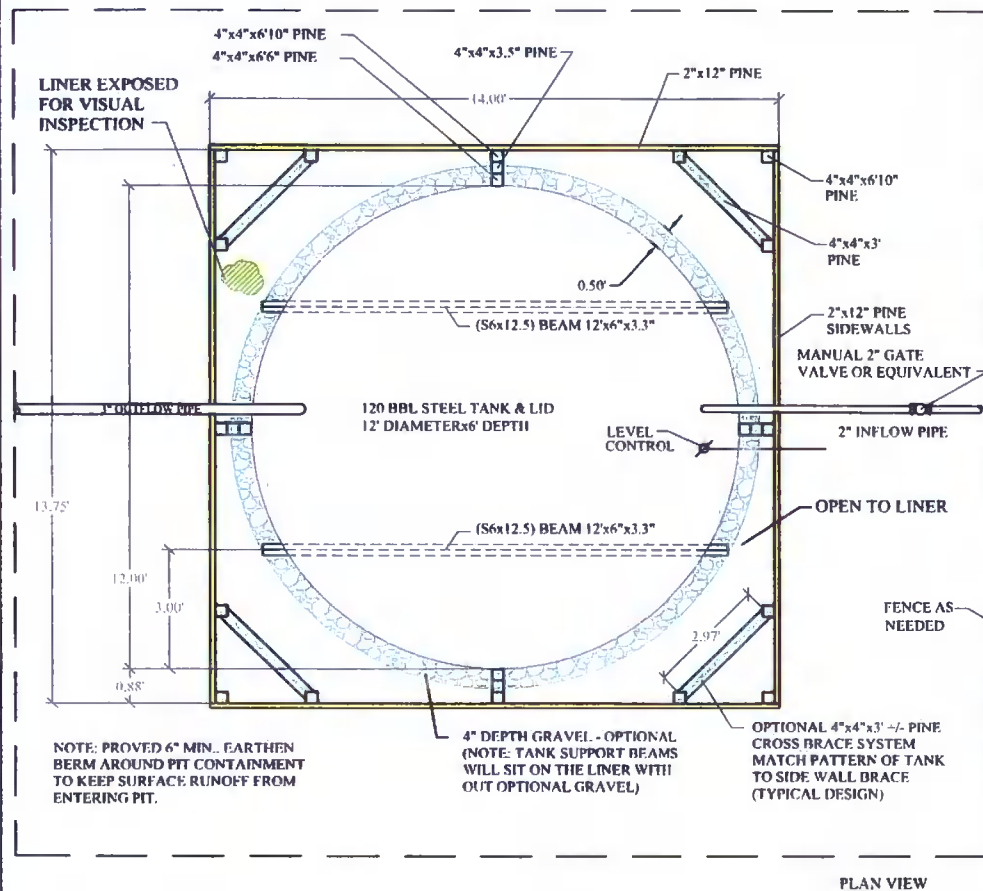 4"x4"x6'10" PINE
4"x4"x6'6" PINE
4"x4"x3.5" PINE
2"x12" PINE
LINER EXPOSED
FOR VISUAL
INSPECTION
14.00'
4"x4"x6'10"
PINE
4"x4"x3'
PINE
0.50'
(S6x12.5) BEAM 12'x6"x3.3"
2"x12" PINE
SIDEWALLS
MANUAL 2" GATE
VALVE OR EQUIVALENT
3" OUTFLOW PIPE
120 BBL STEEL TANK & LID
12' DIAMETERx6' DEPTH
LEVEL
CONTROL
2" INFLOW PIPE
13.75'
OPEN TO LINER
(S6x12.5) BEAM 12'x6"x3.3"
12.00'
3.00'
FENCE AS
NEEDED
2.97'
0.88'
NOTE: PROVED 6" MIN.. EARTHEN
BERM AROUND PIT CONTAINMENT
TO KEEP SURFACE RUNOFF FROM
ENTERING PIT.
4" DEPTH GRAVEL - OPTIONAL
(NOTE: TANK SUPPORT BEAMS
WILL SIT ON THE LINER WITH
OUT OPTIONAL GRAVEL)
OPTIONAL 4"x4"x3' +/- PINE
CROSS BRACE SYSTEM
MATCH PATTERN OF TANK
TO SIDE WALL BRACE
(TYPICAL DESIGN)
PLAN VIEW